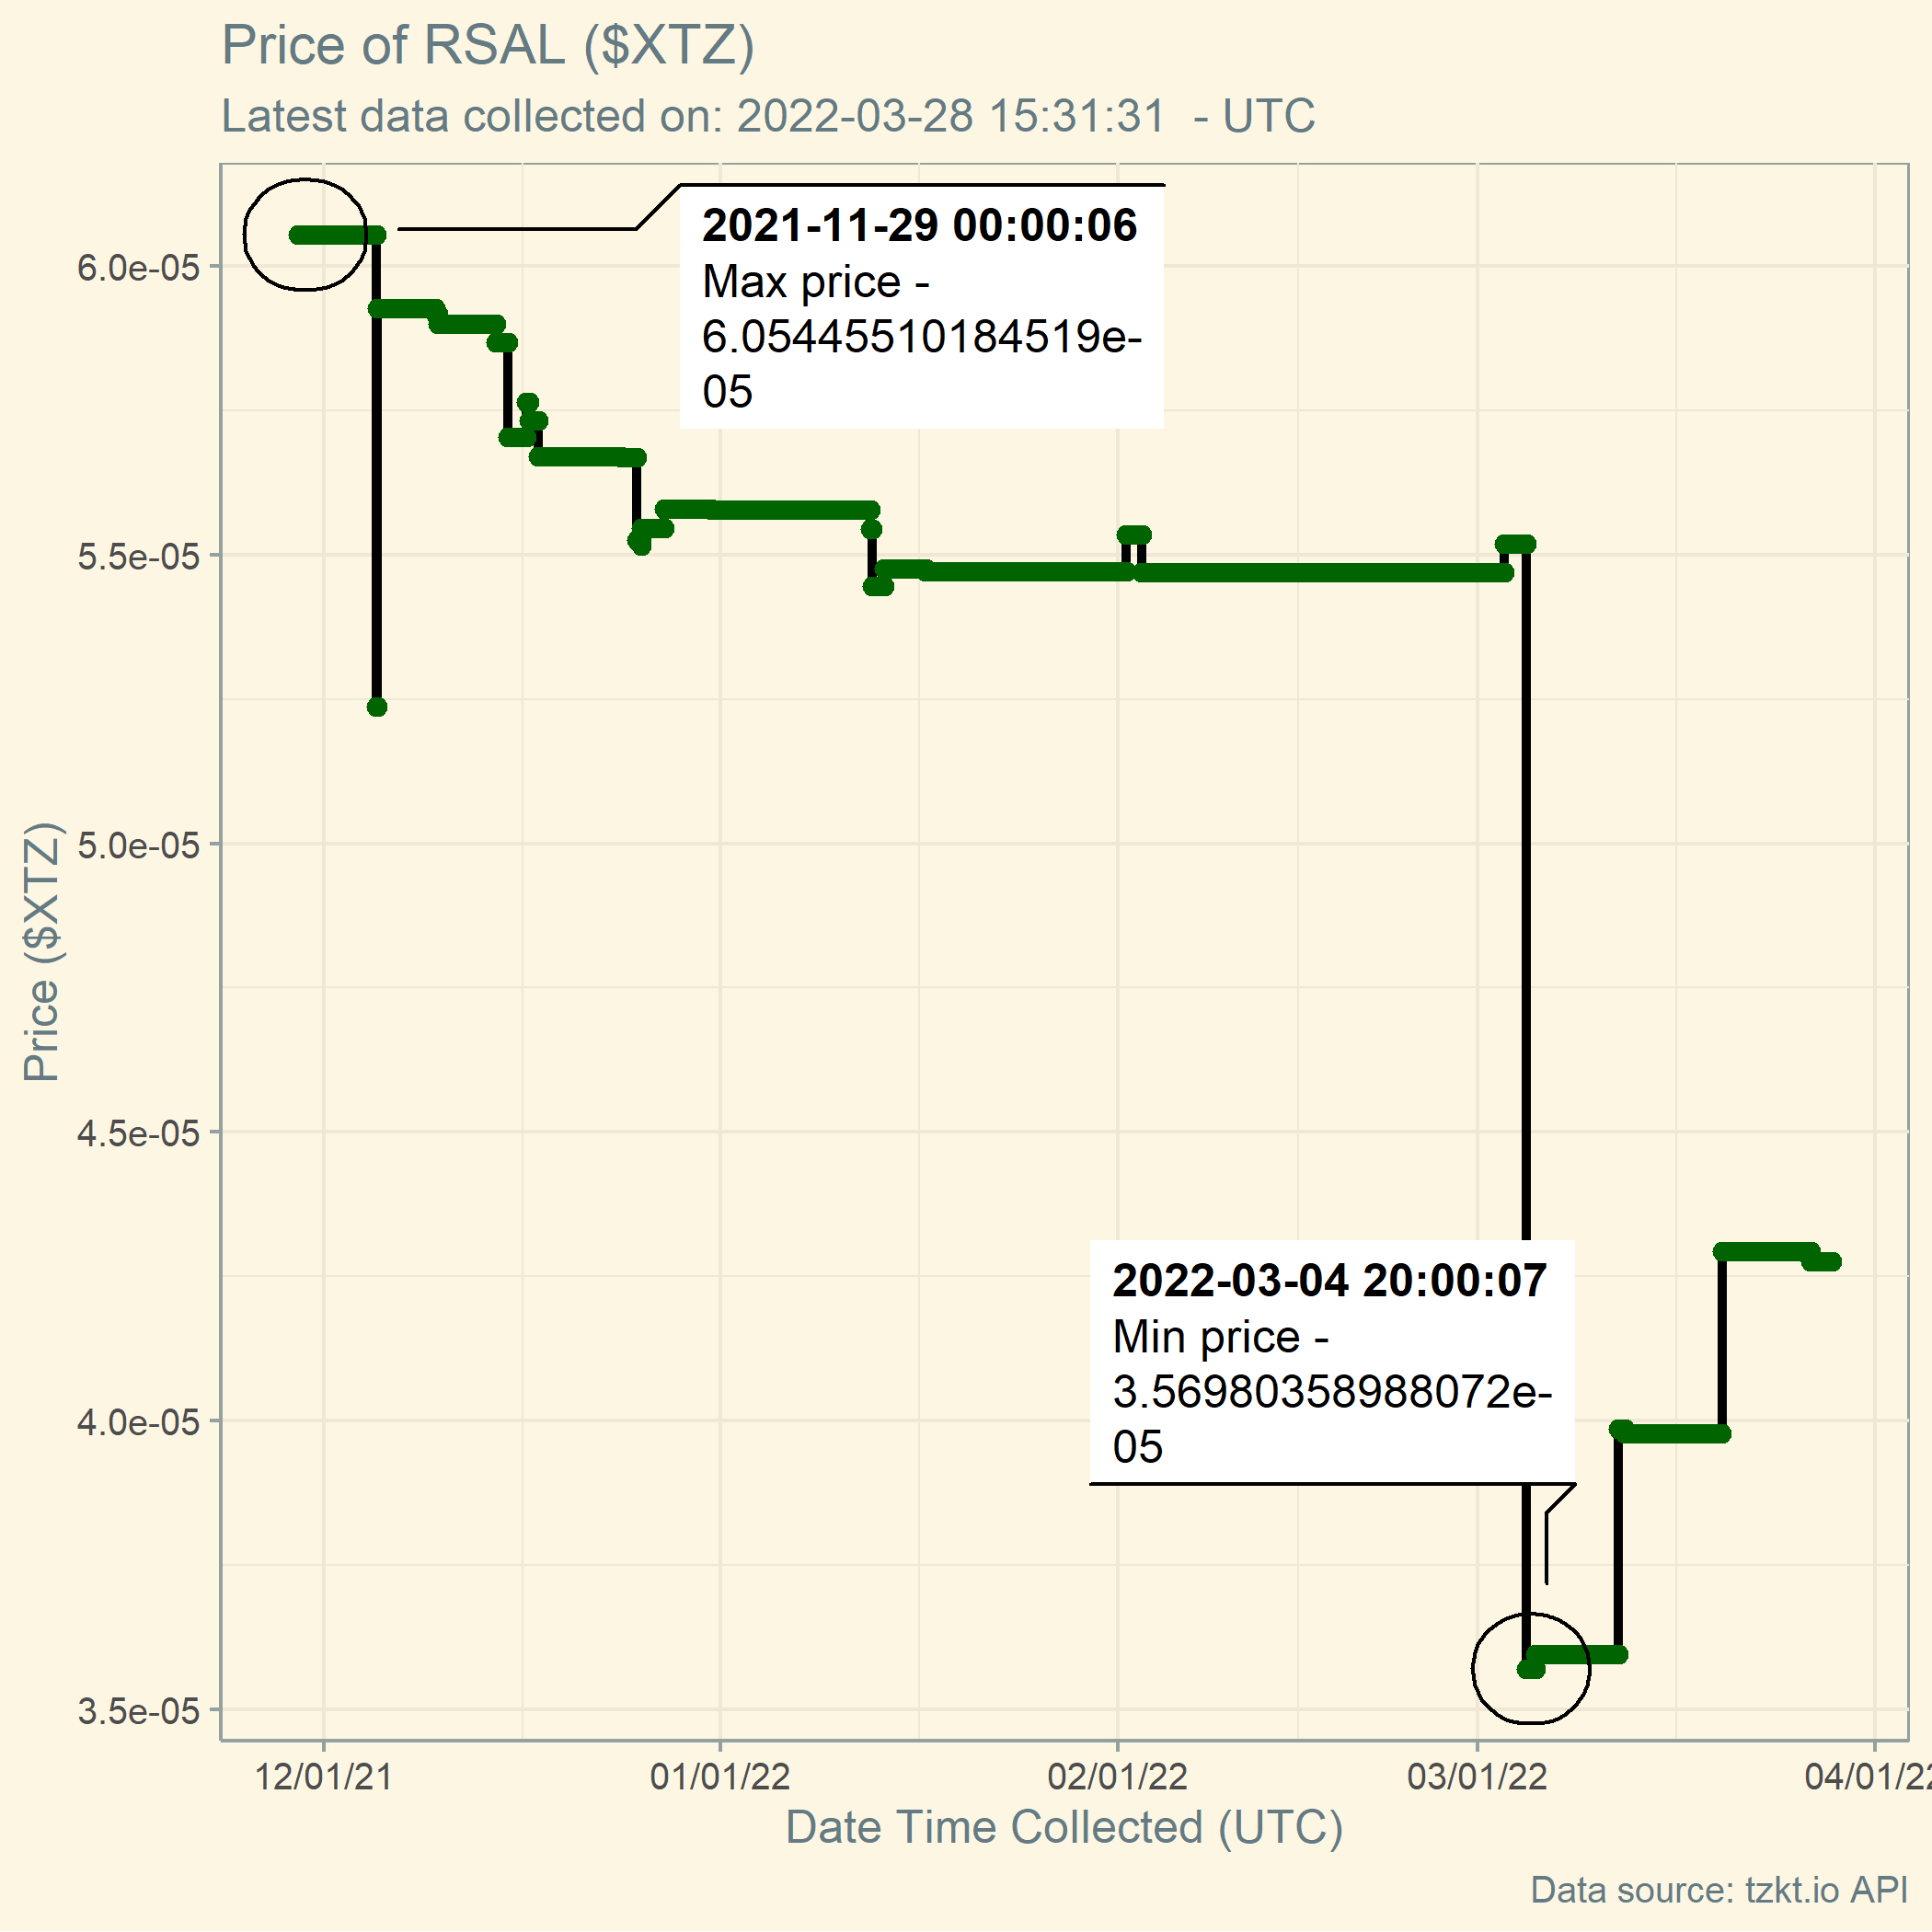 Price of RSAL ($XTZ)
Latest data collected on: 2022-03-28 15:31:31  - UTC
2021-11-29 00:00:06
Max price -
6.05445510184519e-
05
6.0e-05
5.5e-05
5.0e-05
4.5e-05
4.0e-05
3.5e-05
Price ($XTZ)
2022-03-04 20:00:07
Min price -
3.56980358988072e-
05
12/01/21
01/01/22
02/01/22
03/01/22
04/01/22
Date Time Collected (UTC)
Data source: tzkt.io API